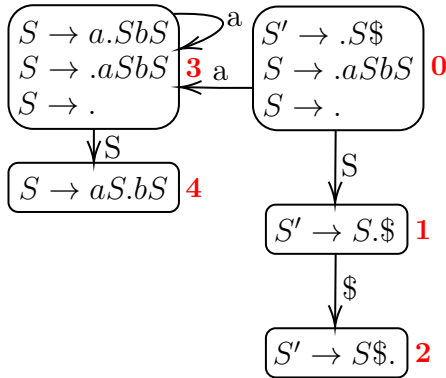 S → a.SbS
S → .aSbS
S → .
3
a
a
S' → .S$
S → .aSbS
S → .
0
S
S → aS.bS
4
S
S' → S.$
1
$
S' → S$.
2